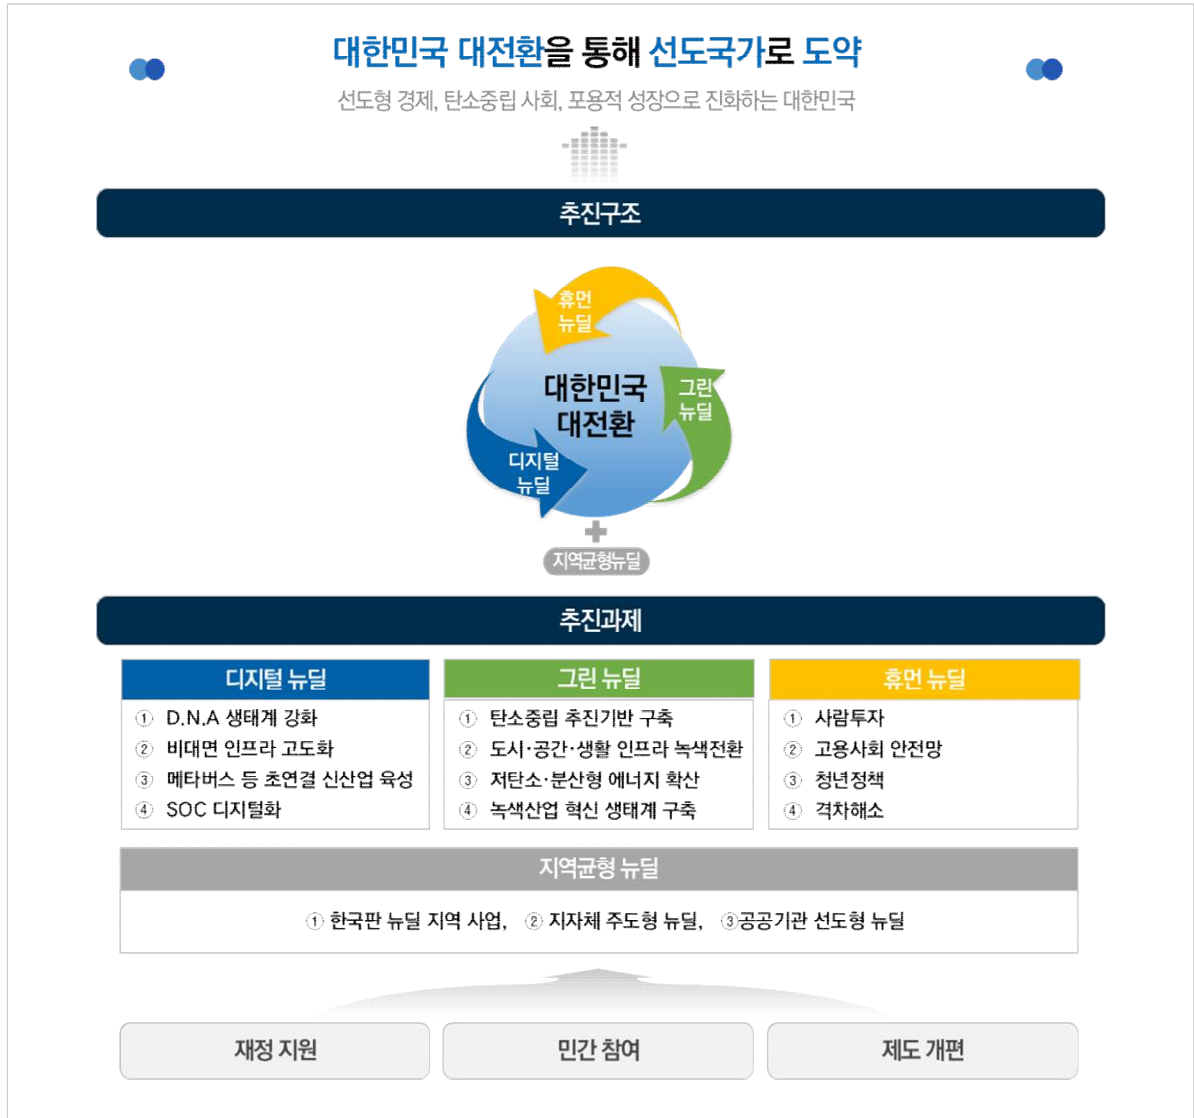 대한민국 대전환을 통해 선도국가로 도약
선도형 경제, 탄소중립 사회, 포용적 성장으로 진화하는 대한민국
추진구조
휴먼
뉴딜
대한민국
대전환
그린
뉴딜
디지털
뉴딜
지역균형뉴딜
추진과제
디지털 뉴딜
① D.N.A 생태계 강화
② 비대면 인프라 고도화
③ 메타버스 등 초연결 신산업 육성
④ SOC 디지털화
그린 뉴딜
① 탄소중립 추진기반 구축
② 도시·공간·생활 인프라 녹색전환
③ 저탄소·분산형 에너지 확산
④ 녹색산업 혁신 생태계 구축
휴먼 뉴딜
① 사람투자
② 고용사회 안전망
③ 청년정책
④ 격차해소
지역균형 뉴딜
① 한국판 뉴딜 지역 사업, ② 지자체 주도형 뉴딜, ③공공기관 선도형 뉴딜
재정 지원
민간 참여
제도 개편